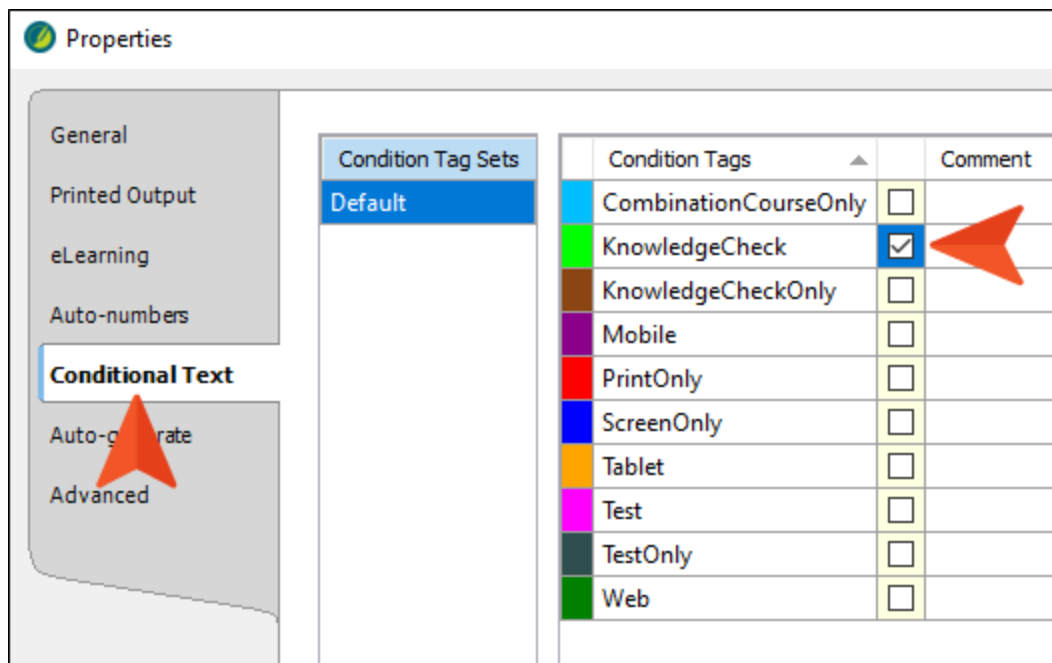 Properties
General
Printed Output
eLearning
Auto-numbers
Conditional Text
Advanced
Condition Tag Sets
Default
Condition Tags
Comment
CombinationCourseOnly
KnowledgeCheck
KnowledgeCheckOnly
Mobile
PrintOnly
ScreenOnly
Tablet
Test
TestOnly
Web